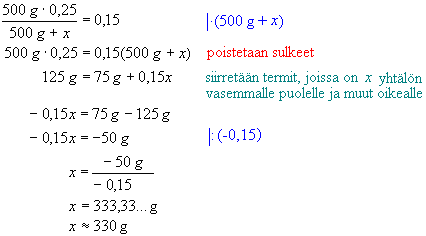 500 g · 0,25 / 500 g + x = 0,15 |·(500 g + x)
500 g · 0,25 = 0,15(500 g + x) poistetaan sulkeet
125 g = 75 g + 0,15x siirretään termit, joissa on x yhtälön
vasemmalle puolelle ja muut oikealle
− 0,15x = 75 g − 125 g
− 0,15x = −50 g |: (-0,15)
x = − 50 g / − 0,15
x = 333,33... g
x ≈ 330 g